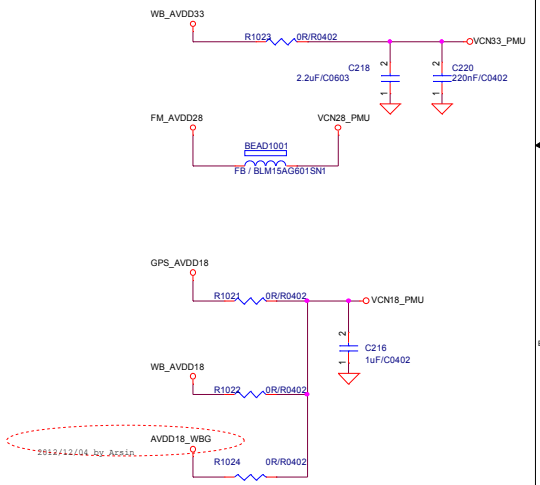 WB_AVDD33
R1023 0R/R0402 VCN33_PMU
2 C218 2 C220
2.2uF/C0603 220nF/C0402
1 1
FM_AVDD28 VCN28_PMU
BEAD1001
FB / BLM15AG601SN1
GPS_AVDD18
R1021 0R/R0402 VCN18_PMU
2 C216
1 1uF/C0402
WB_AVDD18
R1022 0R/R0402
AVDD18_WBG
2012/12/04 by Arsin
R1024 0R/R0402